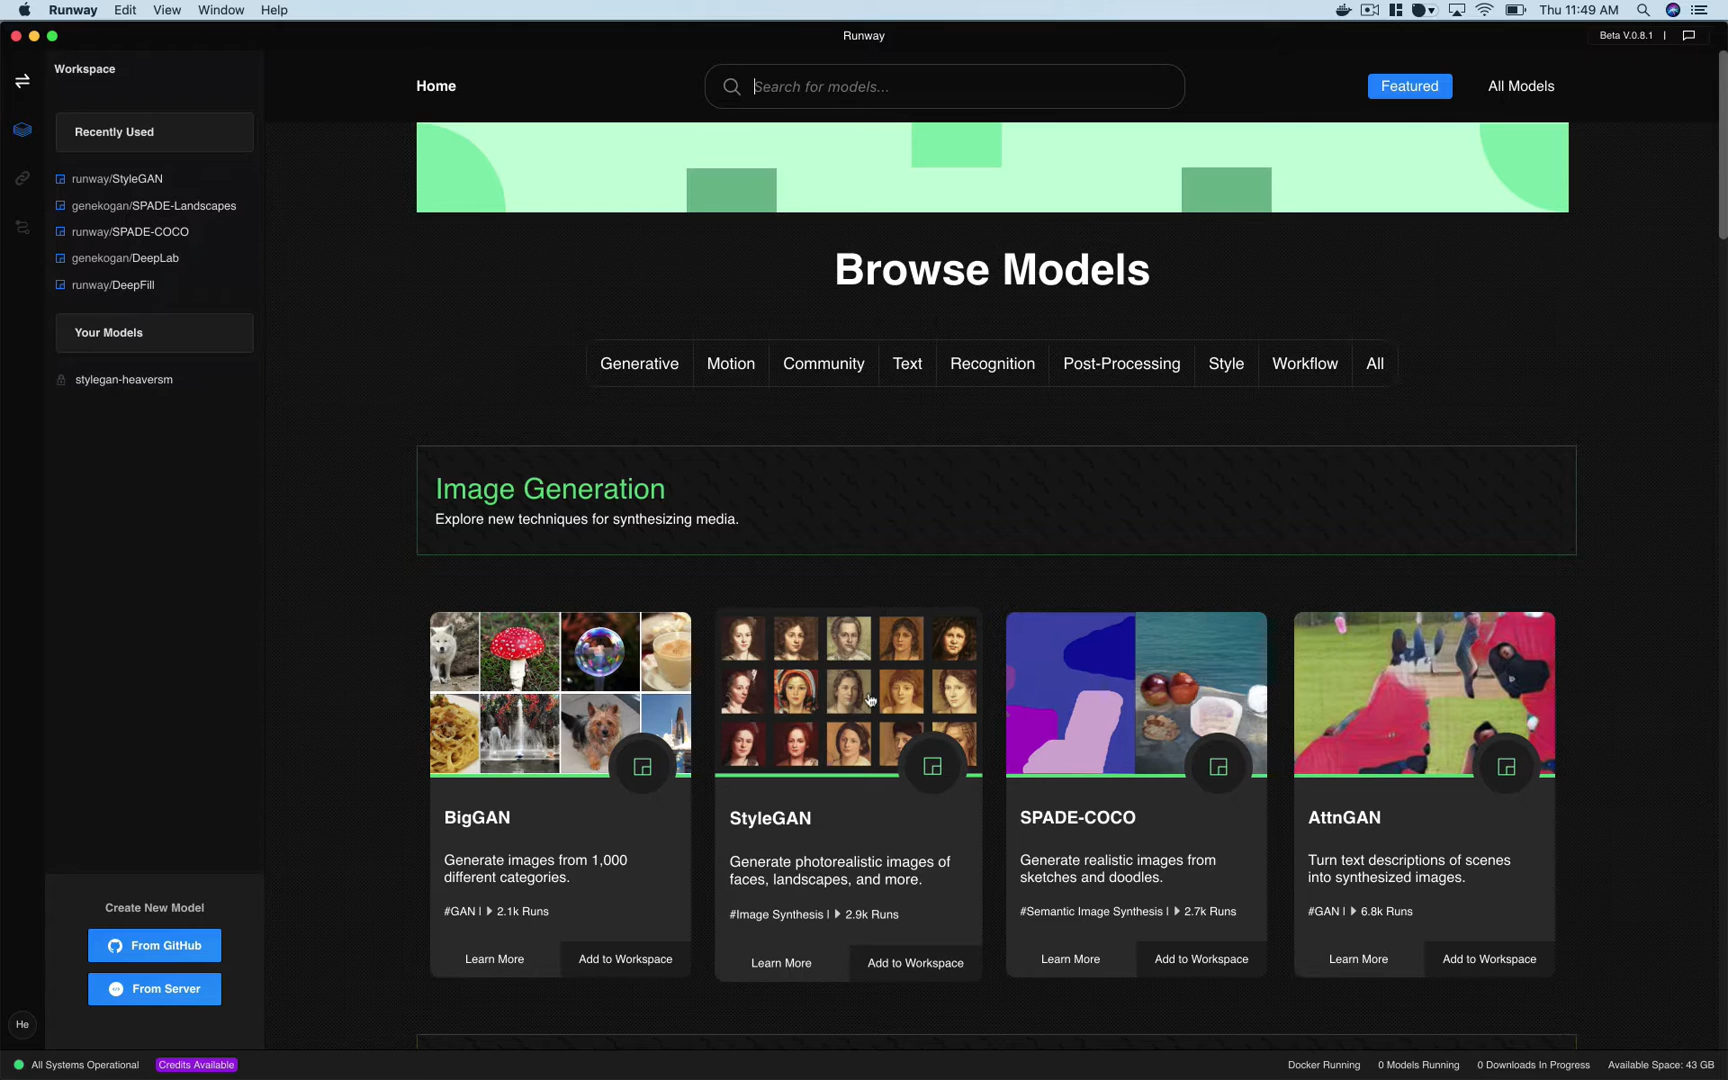 Runway Edit View Window Help
Thu 11:49 AM
Runway
Beta V.0.8.1 |
Workspace
Home
Search for models...
Featured
All Models
Recently Used
runway/StyleGAN
genekogan/SPADE-Landscapes
runway/SPADE-COCO
genekogan/DeepLab
runway/DeepFill
Your Models
stylegan-heaversm
Browse Models
Generative Motion Community Text Recognition Post-Processing Style Workflow All
Image Generation
Explore new techniques for synthesizing media.
BigGAN
Generate images from 1,000
different categories.
#GAN | 2.1k Runs
Learn More Add to Workspace
StyleGAN
Generate photorealistic images of
faces, landscapes, and more.
#Image Synthesis | 2.9k Runs
Learn More Add to Workspace
SPADE-COCO
Generate realistic images from
sketches and doodles.
#Semantic Image Synthesis | 2.7k Runs
Learn More Add to Workspace
AttnGAN
Turn text descriptions of scenes
into synthesized images.
#GAN | 6.8k Runs
Learn More Add to Workspace
Create New Model
From GitHub
From Server
He
All Systems Operational
Credits Available
Docker Running
0 Models Running
0 Downloads In Progress
Available Space: 43 GB